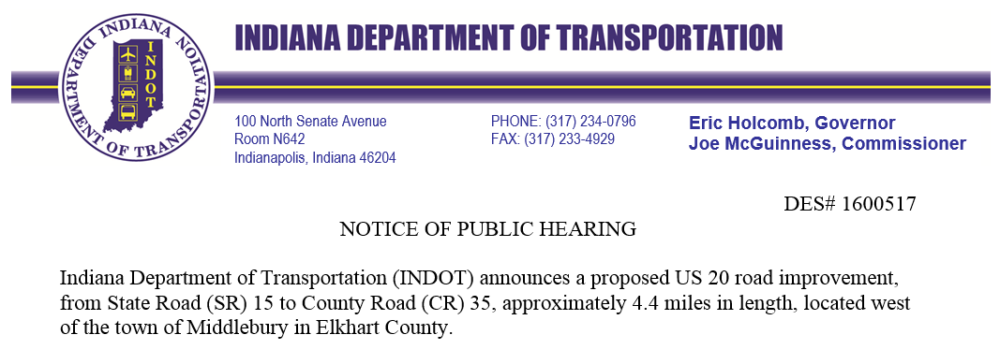 INDIANA DEPARTMENT OF TRANSPORTATION
INDIANA DEPARTMENT OF TRANSPORTATION
INDOT
100 North Senate Avenue
Room N642
Indianapolis, Indiana 46204
PHONE: (317) 234-0796
FAX: (317) 233-4929
Eric Holcomb, Governor
Joe McGuinness, Commissioner
DES# 1600517
NOTICE OF PUBLIC HEARING
Indiana Department of Transportation (INDOT) announces a proposed US 20 road improvement,
from State Road (SR) 15 to County Road (CR) 35, approximately 4.4 miles in length, located west
of the town of Middlebury in Elkhart County.